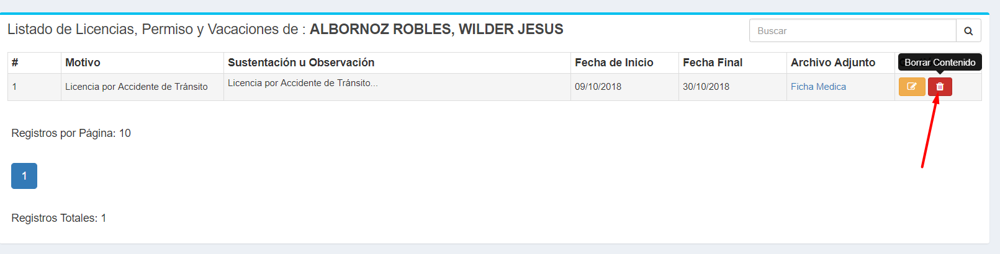 Listado de Licencias, Permiso y Vacaciones de : ALBORNOZ ROBLES, WILDER JESUS
Buscar
# Motivo Sustentación u Observación Fecha de Inicio Fecha Final Archivo Adjunto
Borrar Contenido
1 Licencia por Accidente de Tránsito Licencia por Accidente de Tránsito... 09/10/2018 30/10/2018 Ficha Medica
Registros por Página: 10
1
Registros Totales: 1